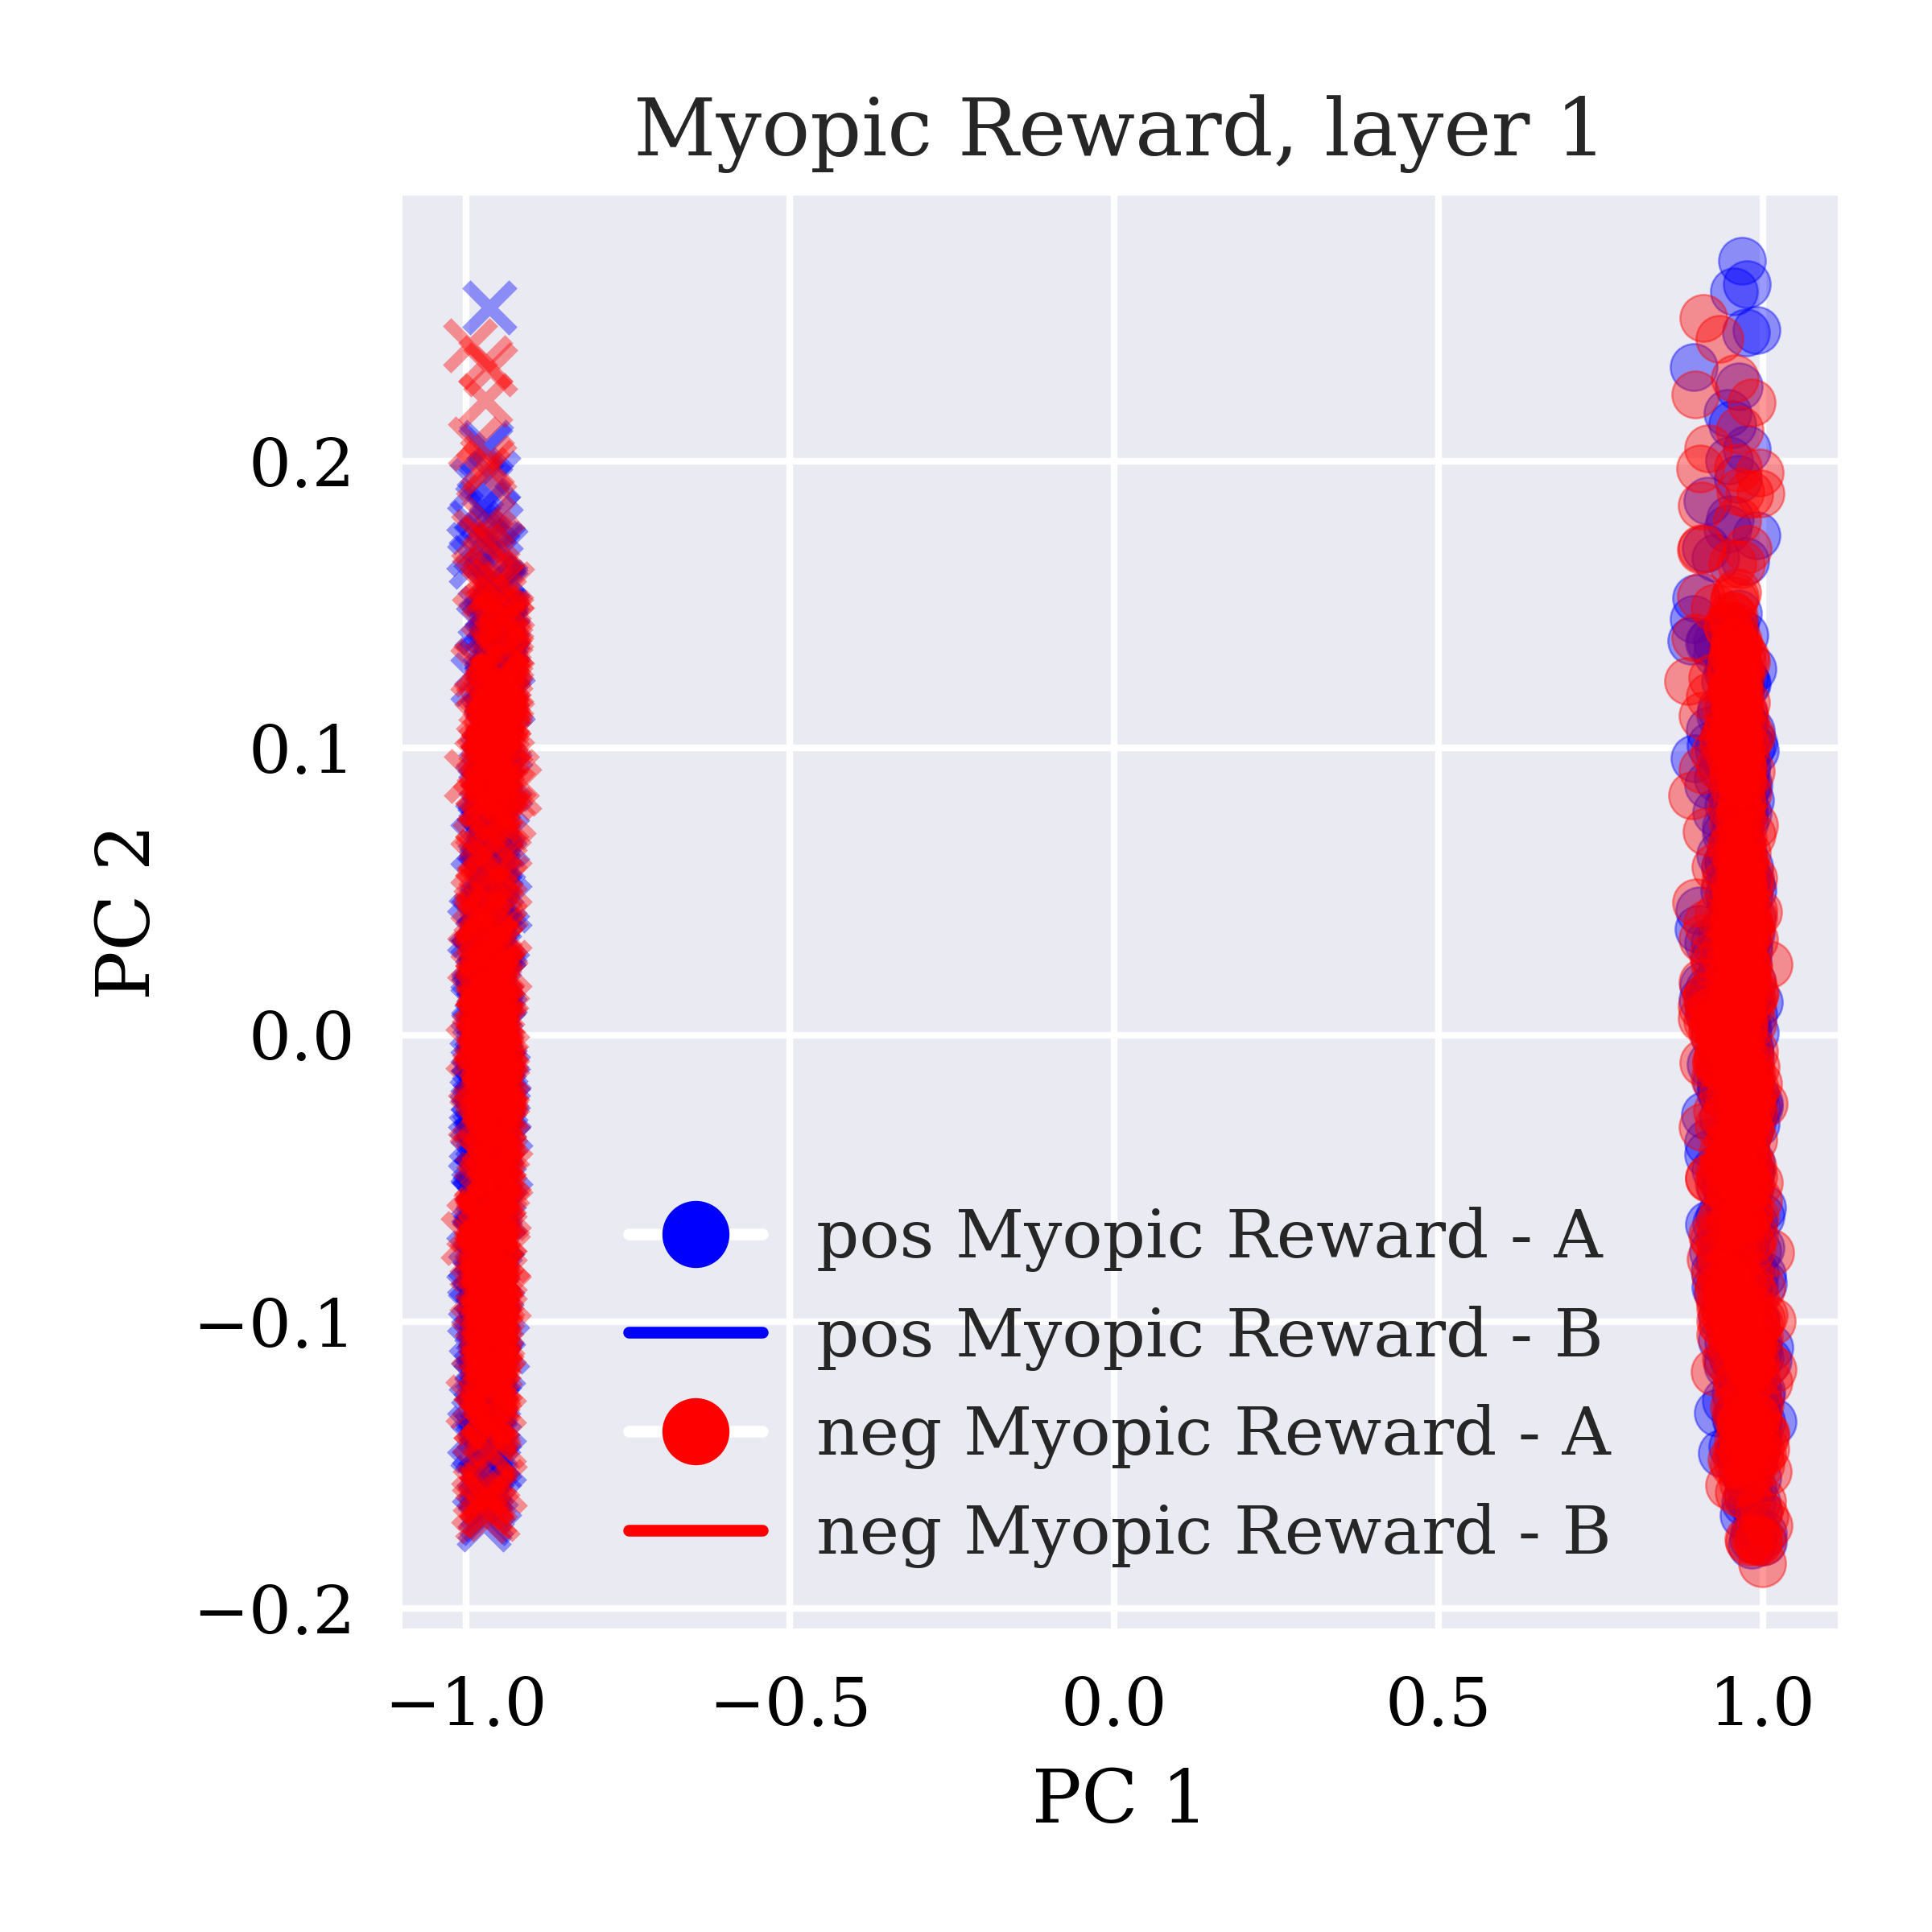 Myopic Reward, layer 1
PC 2
0.2
0.1
0.0
−0.1
−0.2
pos Myopic Reward - A
pos Myopic Reward - B
neg Myopic Reward - A
neg Myopic Reward - B
−1.0 −0.5 0.0 0.5 1.0
PC 1